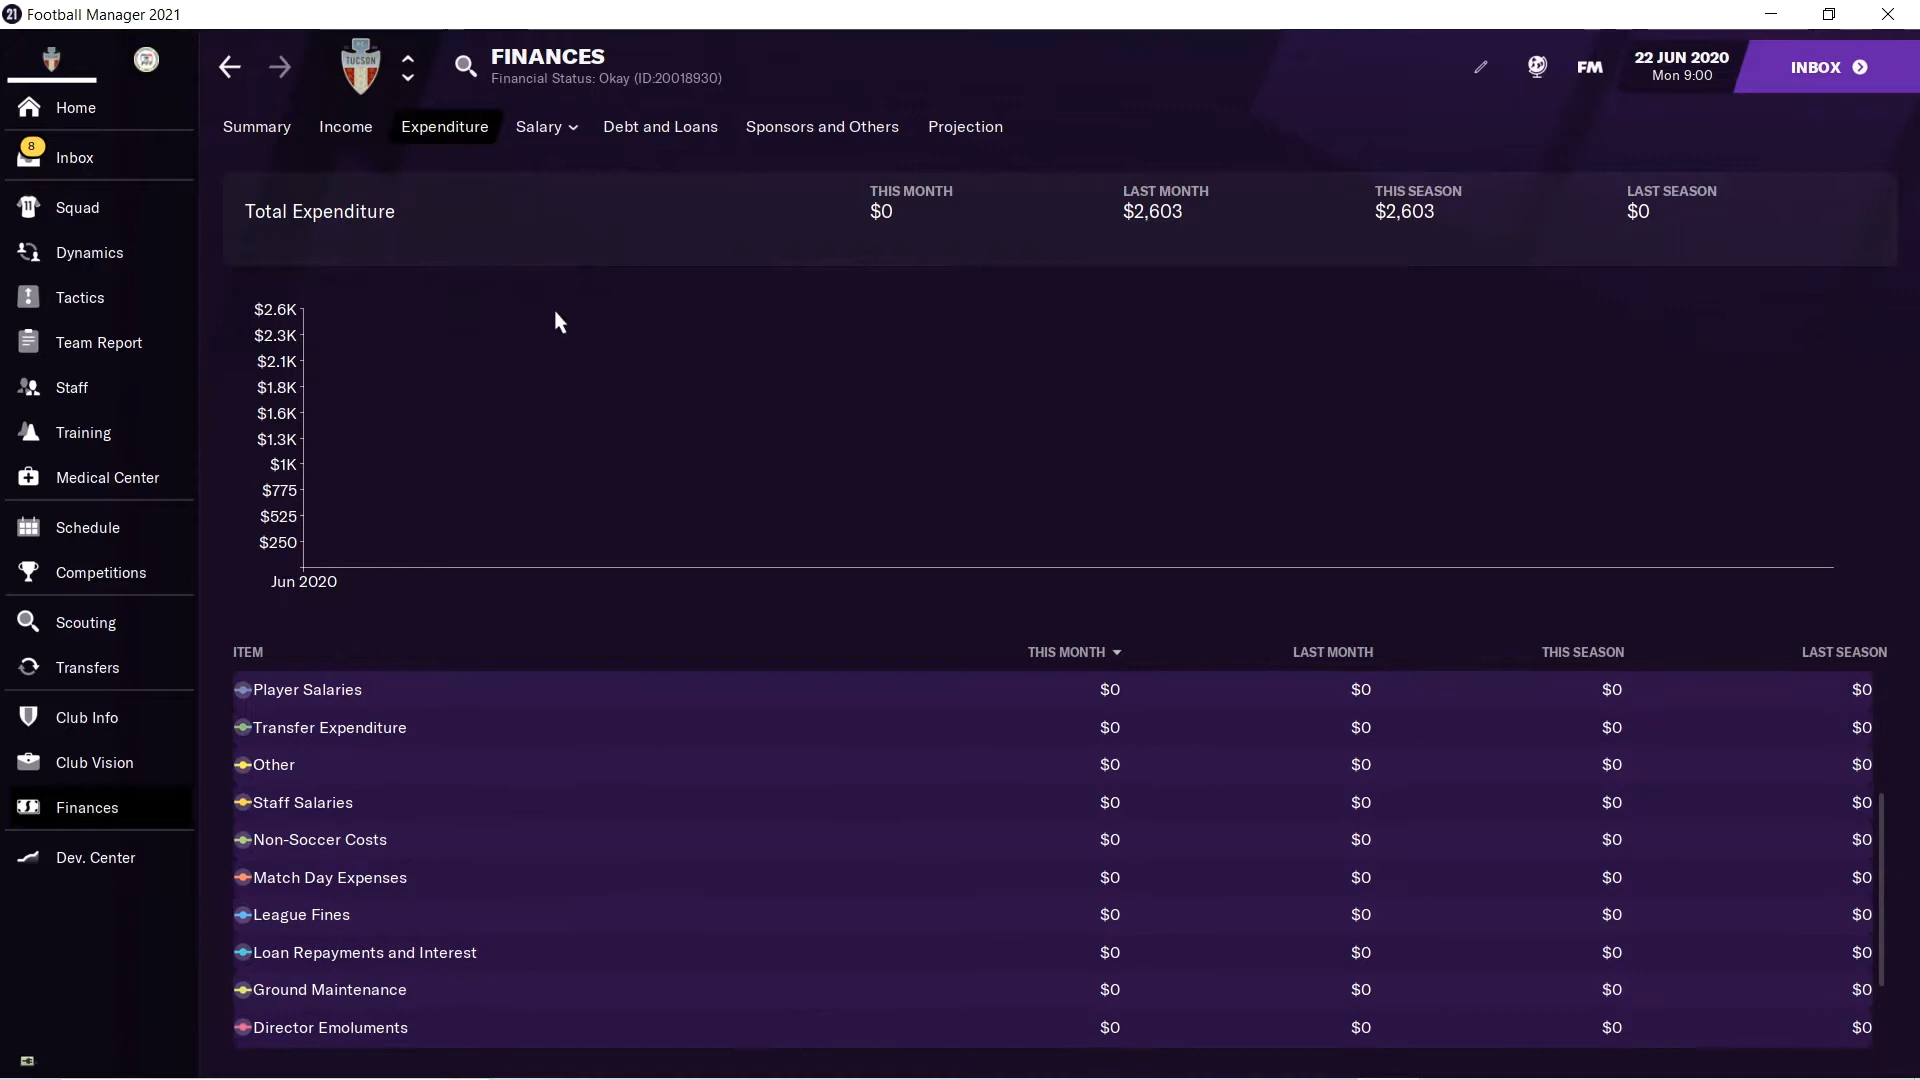 21 Football Manager 2021
TUCSON
FINANCES
Financial Status: Okay (ID:20018930)
FM
22 JUN 2020
Mon 9:00
INBOX
Home
8
Inbox
Squad
Dynamics
Tactics
Team Report
Staff
Training
Medical Center
Schedule
Competitions
Scouting
Transfers
Club Info
Club Vision
Finances
Dev. Center
Summary Income Expenditure Salary Debt and Loans Sponsors and Others Projection
THIS MONTH LAST MONTH THIS SEASON LAST SEASON
Total Expenditure $0 $2,603 $2,603 $0
$2.6K
$2.3K
$2.1K
$1.8K
$1.6K
$1.3K
$1K
$775
$525
$250
Jun 2020
ITEM THIS MONTH LAST MONTH THIS SEASON LAST SEASON
Player Salaries $0 $0 $0 $0
Transfer Expenditure $0 $0 $0 $0
Other $0 $0 $0 $0
Staff Salaries $0 $0 $0 $0
Non-Soccer Costs $0 $0 $0 $0
Match Day Expenses $0 $0 $0 $0
League Fines $0 $0 $0 $0
Loan Repayments and Interest $0 $0 $0 $0
Ground Maintenance $0 $0 $0 $0
Director Emoluments $0 $0 $0 $0